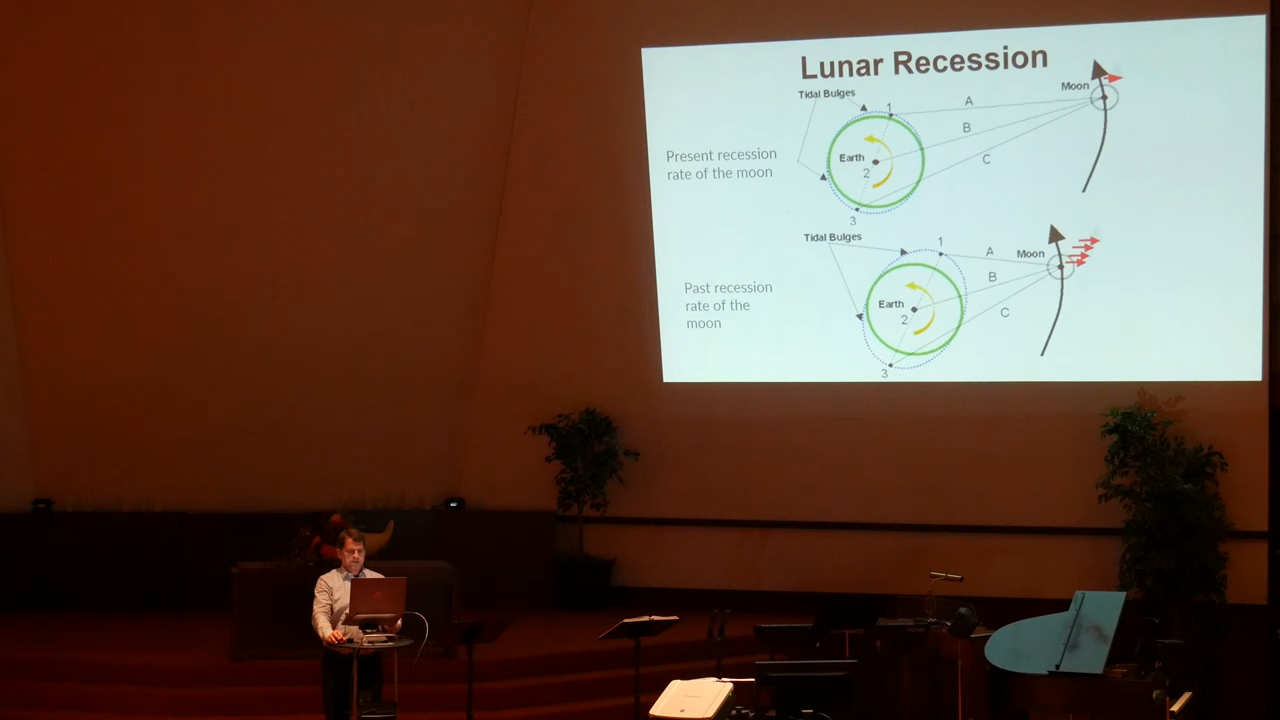 Lunar Recession
Tidal Bulges
1
A
Moon
B
Present recession
rate of the moon
Earth
2
C
3
Tidal Bulges
1
A
Moon
B
Past recession
rate of the
moon
Earth
2
C
3